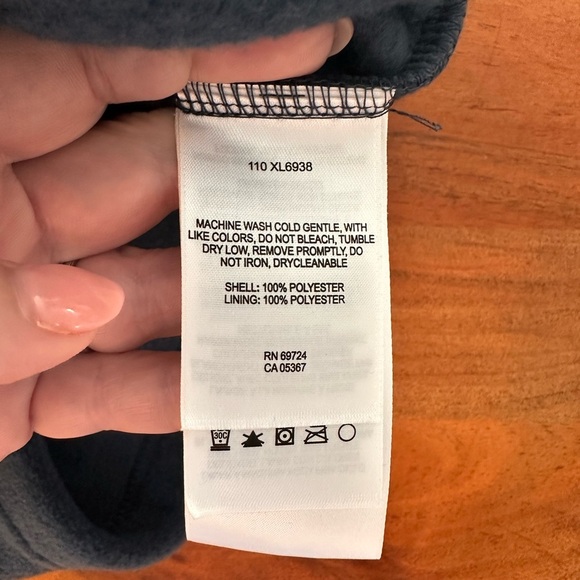 110 XL6938
MACHINE WASH COLD GENTLE, WITH
LIKE COLORS, DO NOT BLEACH, TUMBLE
DRY LOW, REMOVE PROMPTLY, DO
NOT IRON, DRYCLEANABLE
SHELL: 100% POLYESTER
LINING: 100% POLYESTER
RN 69724
CA 05367
30C